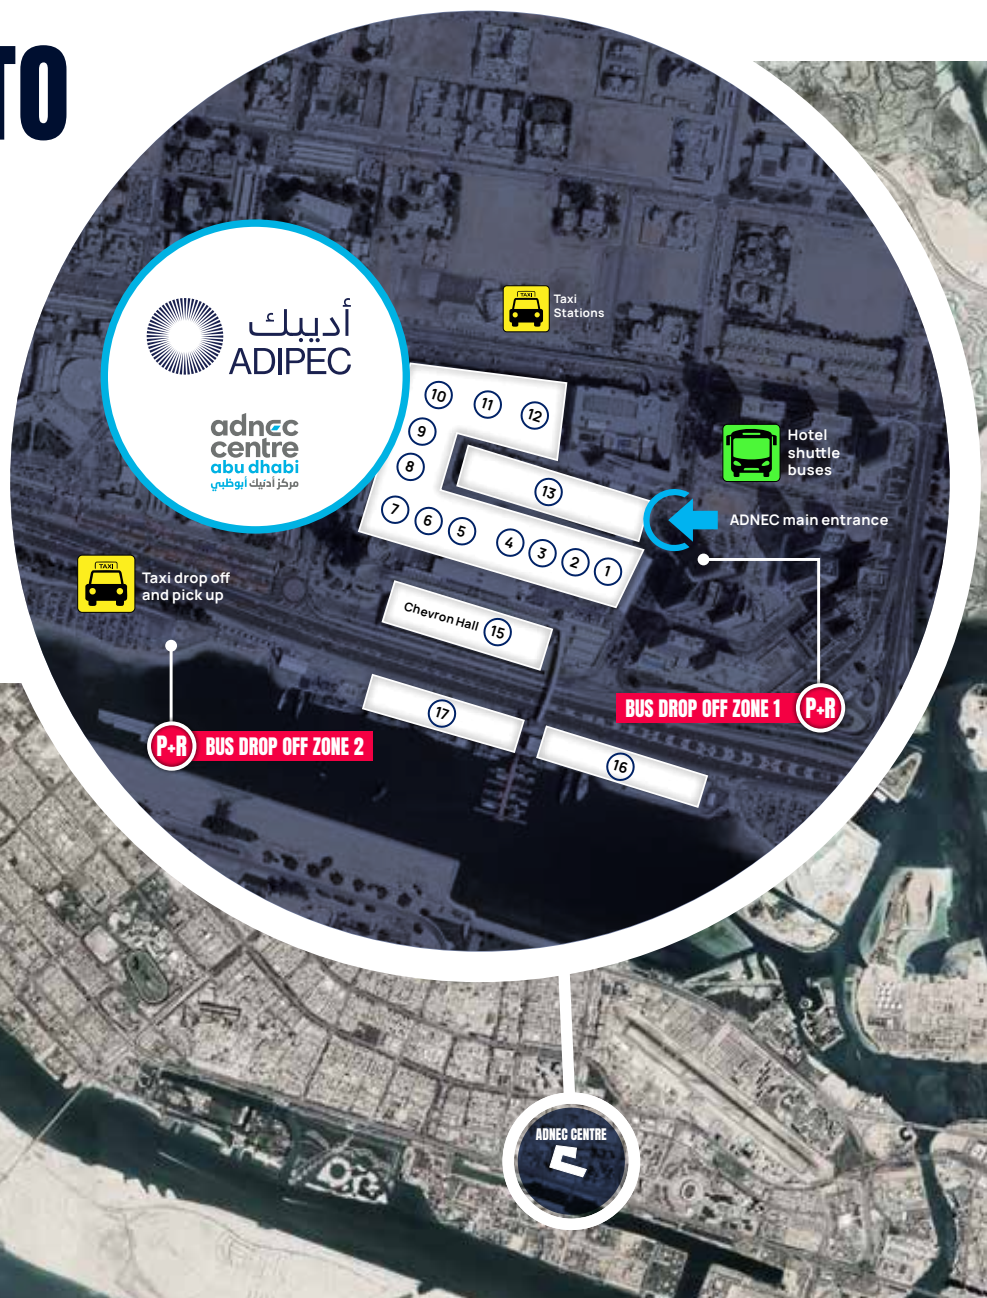 TO
TAXI
Taxi
Stations
أديبك
ADIPEC
adnec
centre
abu dhabi
مركز أدنيك أبوظبي
10
11
12
9
8
13
7
6
5
4
3
2
1
Hotel
shuttle
buses
ADNEC main entrance
TAXI
Taxi drop off
and pick up
Chevron Hall 15
17
16
BUS DROP OFF ZONE 1 P+R
P+R BUS DROP OFF ZONE 2
ADNEC CENTRE